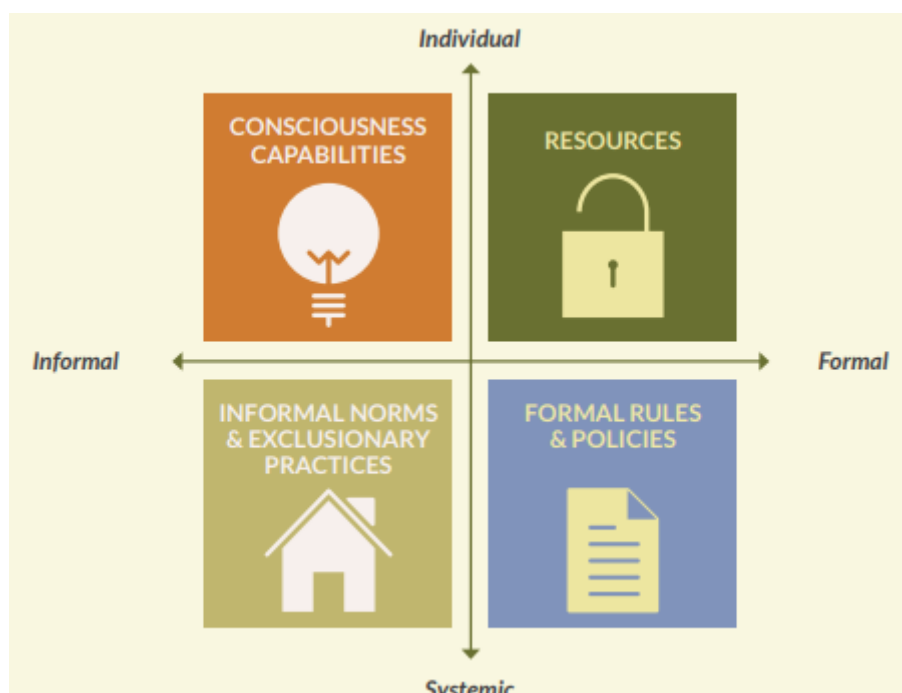 Individual
CONSCIOUSNESS
CAPABILITIES
RESOURCES
Informal
Formal
INFORMAL NORMS
& EXCLUSIONARY
PRACTICES
FORMAL RULES
& POLICIES
Systemic